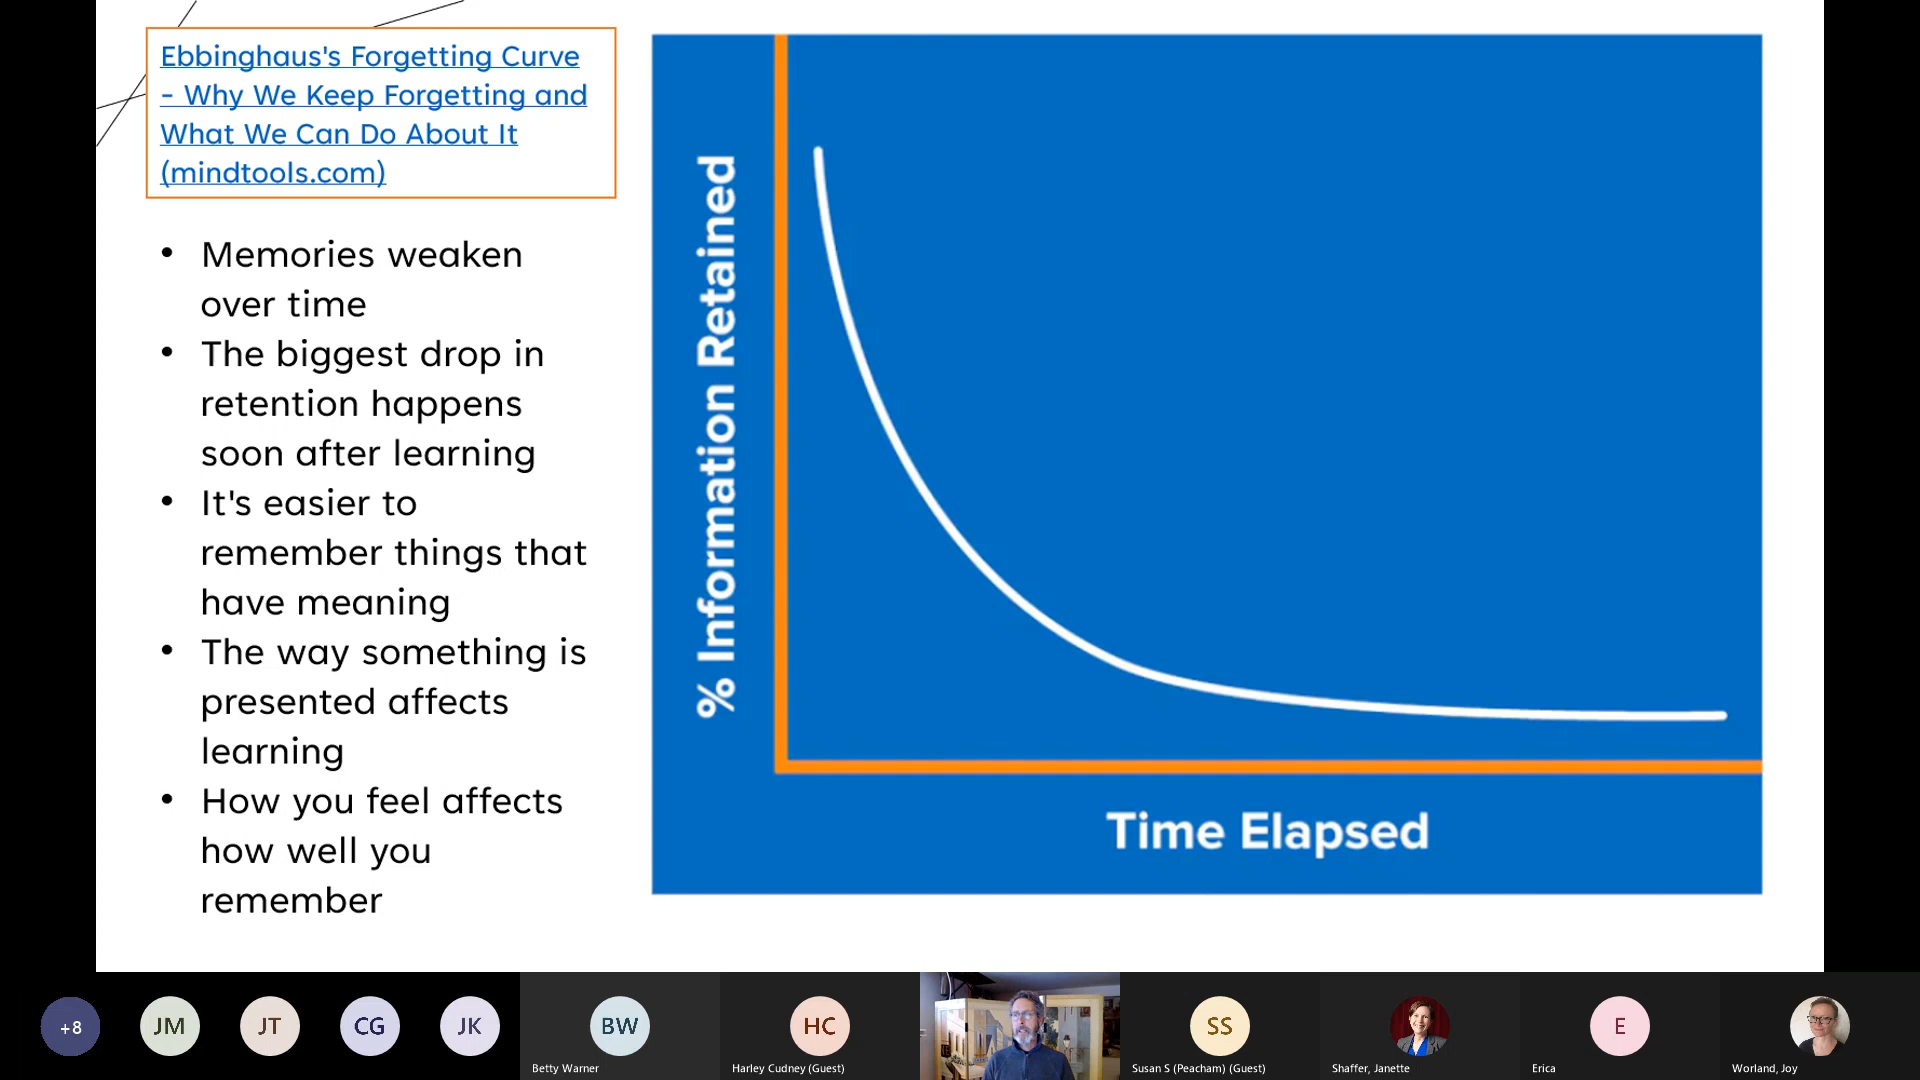 Ebbinghaus's Forgetting Curve
– Why We Keep Forgetting and
What We Can Do About It
(mindtools.com)
• Memories weaken
over time
• The biggest drop in
retention happens
soon after learning
• It's easier to
remember things that
have meaning
• The way something is
presented affects
learning
• How you feel affects
how well you
remember
% Information Retained
Time Elapsed
+8
JM
JT
CG
JK
BW
Betty Warner
HC
Harley Cudney (Guest)
SS
Susan S (Peacham) (Guest)
Shaffer, Janette
E
Erica
Worland, Joy